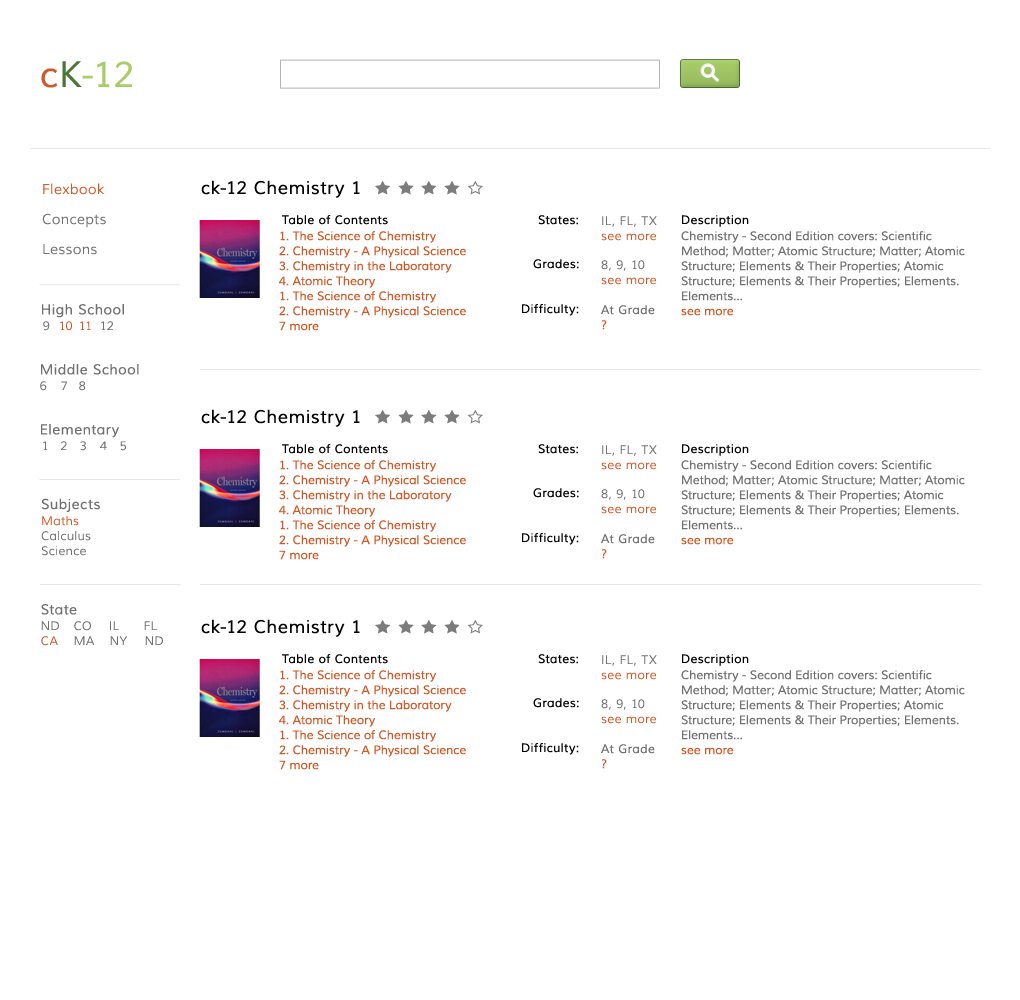 cK-12
Flexbook
Concepts
Lessons
High School
9 10 11 12
Middle School
6 7 8
Elementary
1 2 3 4 5
Subjects
Maths
Calculus
Science
State
ND CO IL FL
CA MA NY ND
ck-12 Chemistry 1
Chemistry
Table of Contents
1. The Science of Chemistry
2. Chemistry - A Physical Science
3. Chemistry in the Laboratory
4. Atomic Theory
1. The Science of Chemistry
2. Chemistry - A Physical Science
7 more
States: IL, FL, TX
see more
Grades: 8, 9, 10
see more
Difficulty: At Grade
?
Description
Chemistry - Second Edition covers: Scientific
Method; Matter; Atomic Structure; Matter; Atomic
Structure; Elements & Their Properties; Atomic
Structure; Elements & Their Properties; Elements.
Elements...
see more
ck-12 Chemistry 1
Chemistry
Table of Contents
1. The Science of Chemistry
2. Chemistry - A Physical Science
3. Chemistry in the Laboratory
4. Atomic Theory
1. The Science of Chemistry
2. Chemistry - A Physical Science
7 more
States: IL, FL, TX
see more
Grades: 8, 9, 10
see more
Difficulty: At Grade
?
Description
Chemistry - Second Edition covers: Scientific
Method; Matter; Atomic Structure; Matter; Atomic
Structure; Elements & Their Properties; Atomic
Structure; Elements & Their Properties; Elements.
Elements...
see more
ck-12 Chemistry 1
Chemistry
Table of Contents
1. The Science of Chemistry
2. Chemistry - A Physical Science
3. Chemistry in the Laboratory
4. Atomic Theory
1. The Science of Chemistry
2. Chemistry - A Physical Science
7 more
States: IL, FL, TX
see more
Grades: 8, 9, 10
see more
Difficulty: At Grade
?
Description
Chemistry - Second Edition covers: Scientific
Method; Matter; Atomic Structure; Matter; Atomic
Structure; Elements & Their Properties; Atomic
Structure; Elements & Their Properties; Elements.
Elements...
see more